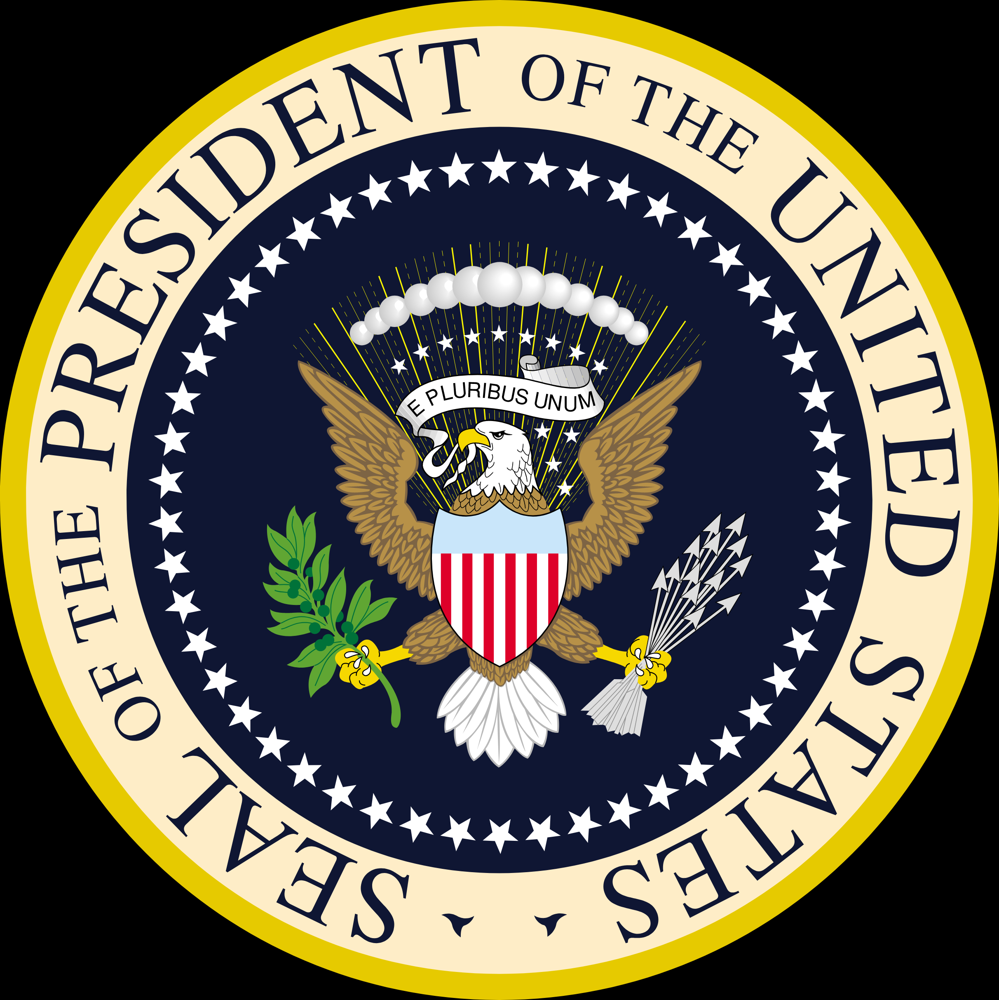 SEAL OF THE PRESIDENT OF THE UNITED STATES
E PLURIBUS UNUM